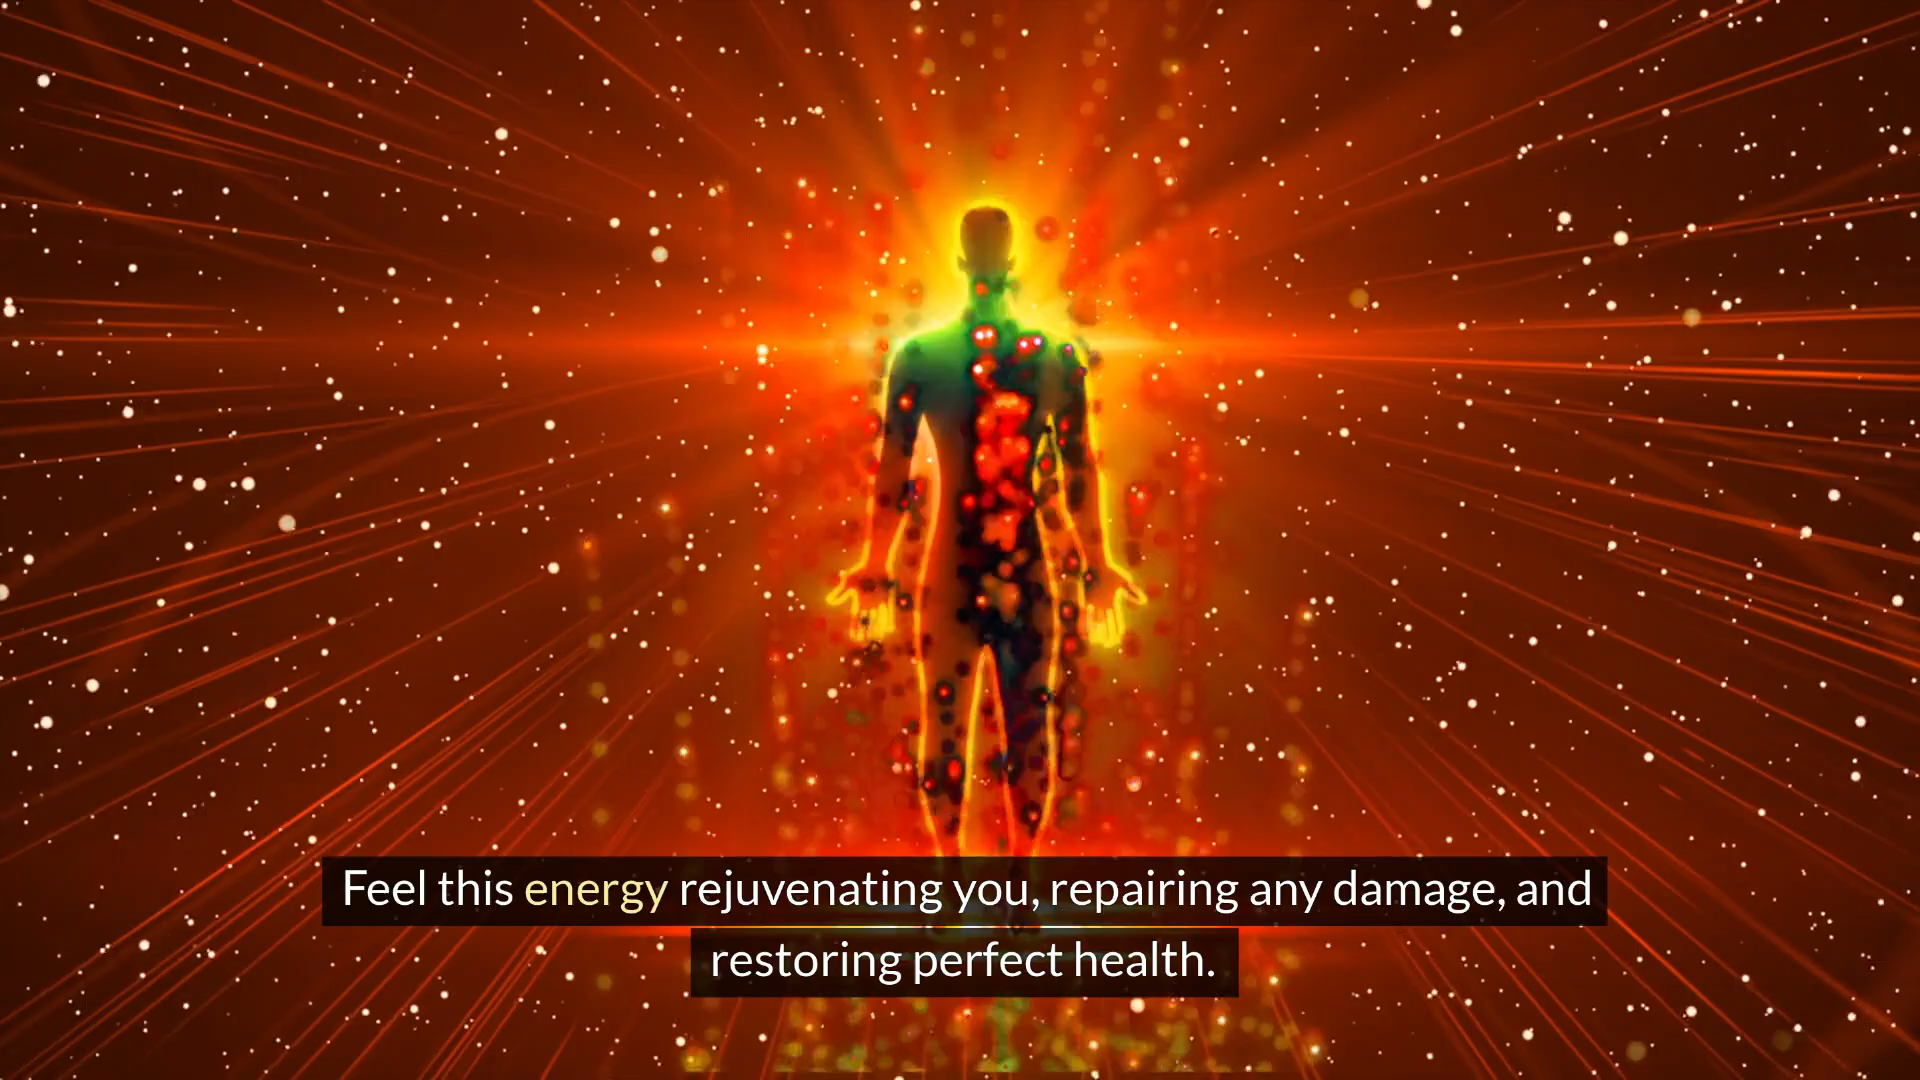 Feel this energy rejuvenating you, repairing any damage, and
restoring perfect health.